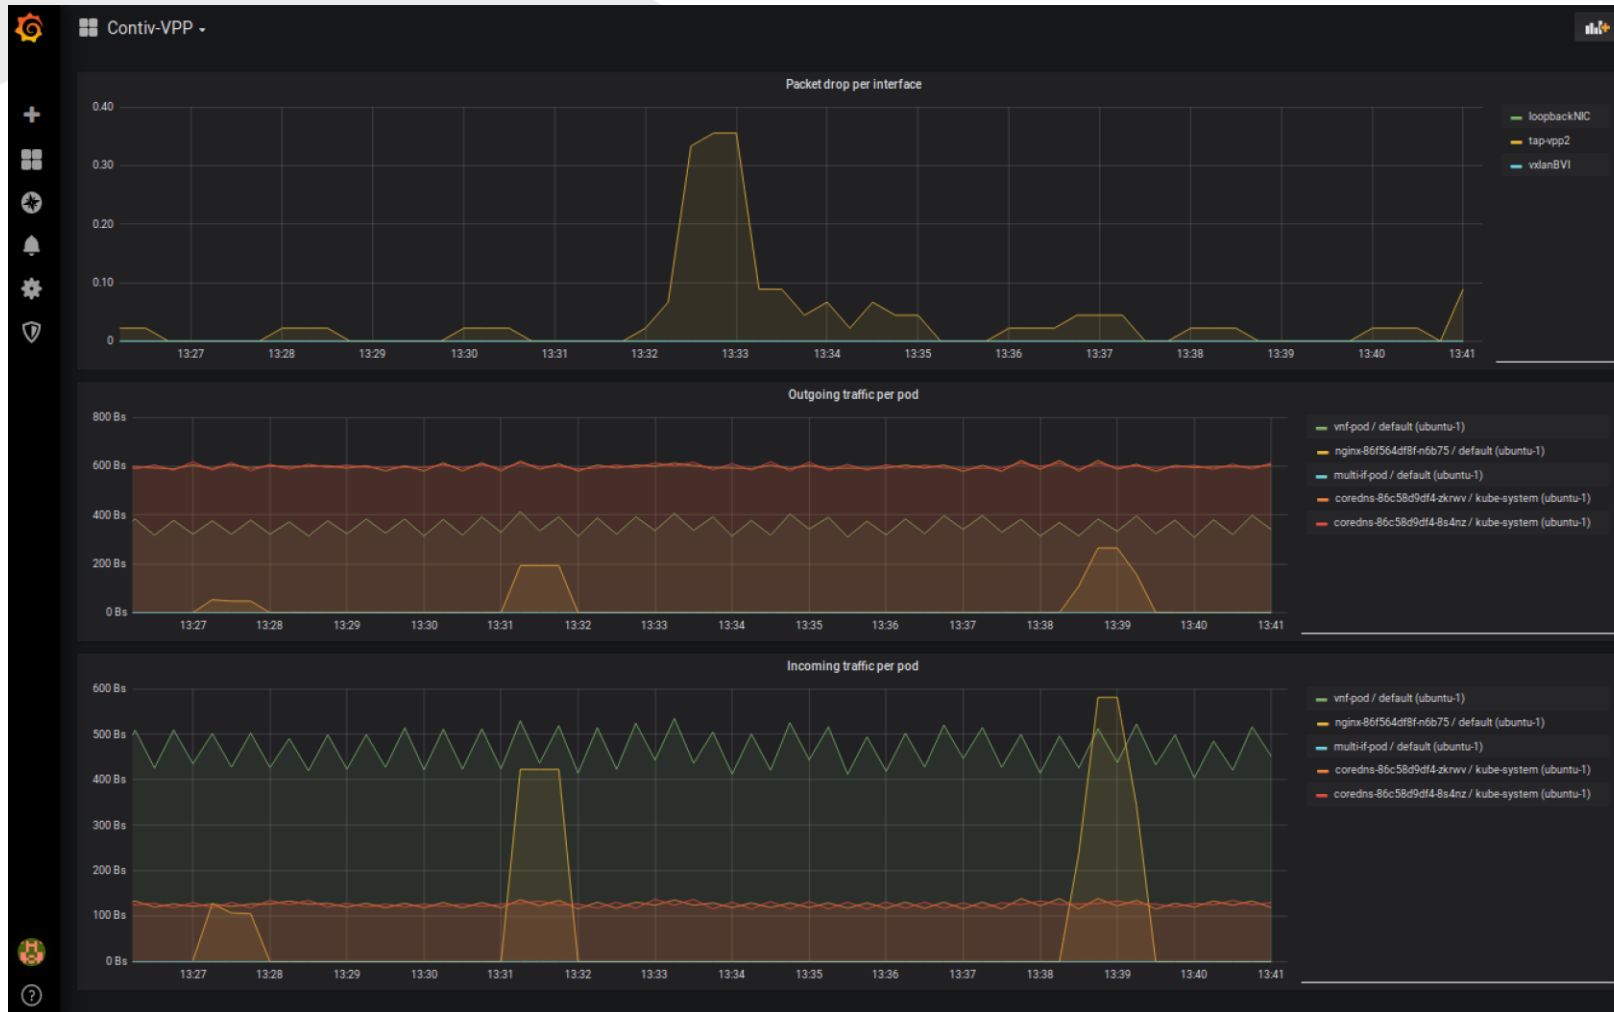 Contiv-VPP
Packet drop per interface
0.40
0.30
0.20
0.10
0
13:27 13:28 13:29 13:30 13:31 13:32 13:33 13:34 13:35 13:36 13:37 13:38 13:39 13:40 13:41
loopbackNIC
tap-vpp2
vxlanBVI
Outgoing traffic per pod
800 Bs
600 Bs
400 Bs
200 Bs
0 Bs
13:27 13:28 13:29 13:30 13:31 13:32 13:33 13:34 13:35 13:36 13:37 13:38 13:39 13:40 13:41
vnf-pod / default (ubuntu-1)
nginx-86f564df8f-n6b75 / default (ubuntu-1)
multi-if-pod / default (ubuntu-1)
coredns-86c58d9df4-zkrwv / kube-system (ubuntu-1)
coredns-86c58d9df4-8s4nz / kube-system (ubuntu-1)
Incoming traffic per pod
600 Bs
500 Bs
400 Bs
300 Bs
200 Bs
100 Bs
0 Bs
13:27 13:28 13:29 13:30 13:31 13:32 13:33 13:34 13:35 13:36 13:37 13:38 13:39 13:40 13:41
vnf-pod / default (ubuntu-1)
nginx-86f564df8f-n6b75 / default (ubuntu-1)
multi-if-pod / default (ubuntu-1)
coredns-86c58d9df4-zkrwv / kube-system (ubuntu-1)
coredns-86c58d9df4-8s4nz / kube-system (ubuntu-1)